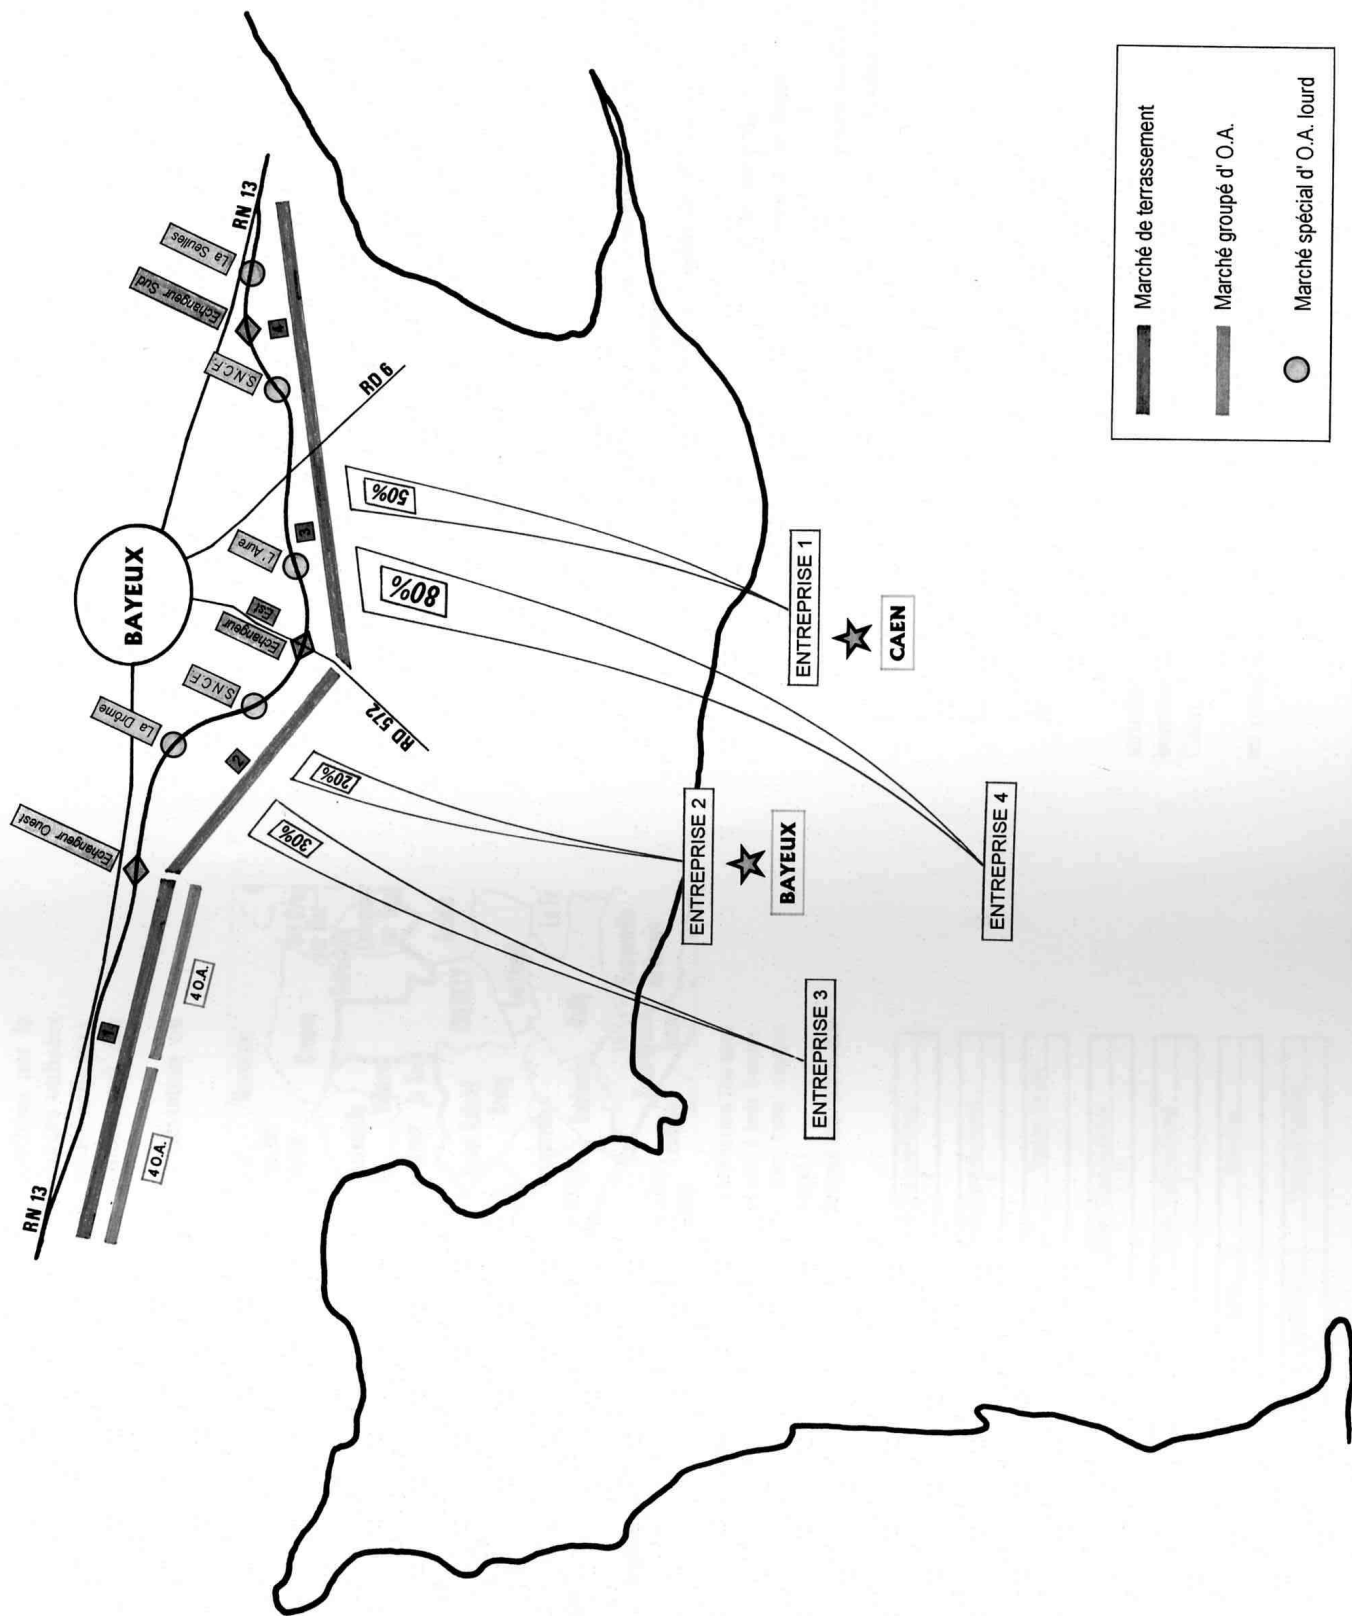 RN 13
Echangeur Ouest
La Drôme
S.N.C.F.
Echangeur
Est
L'Aure
BAYEUX
S.N.C.F.
Echangeur Sud
La Seulles
RN 13
1
2
3
4
4 O.A.
4 O.A.
RD 572
RD 6
30%
20%
80%
50%
ENTREPRISE 3
ENTREPRISE 2
BAYEUX
ENTREPRISE 4
ENTREPRISE 1
CAEN
Marché de terrassement
Marché groupé d' O.A.
Marché spécial d' O.A. lourd